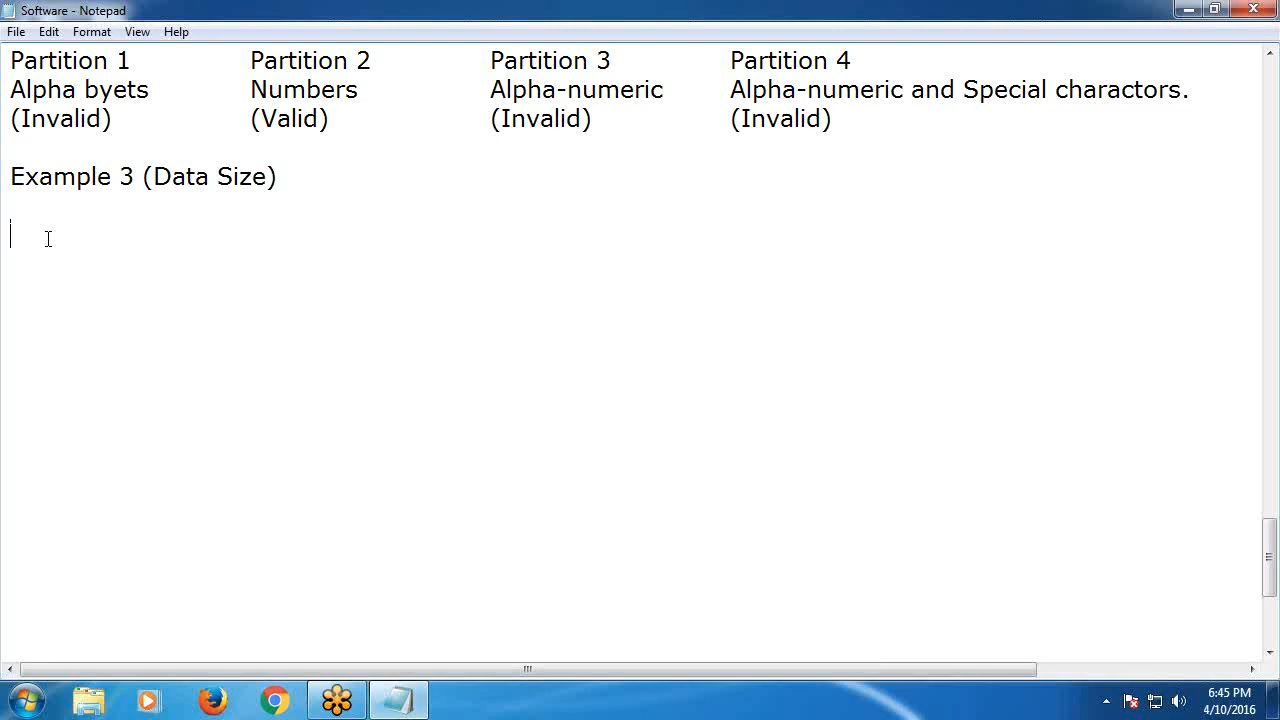 Software - Notepad
File Edit Format View Help
Partition 1 Partition 2 Partition 3 Partition 4
Alpha byets Numbers Alpha-numeric Alpha-numeric and Special charactors.
(Invalid) (Valid) (Invalid) (Invalid)
Example 3 (Data Size)
6:45 PM
4/10/2016